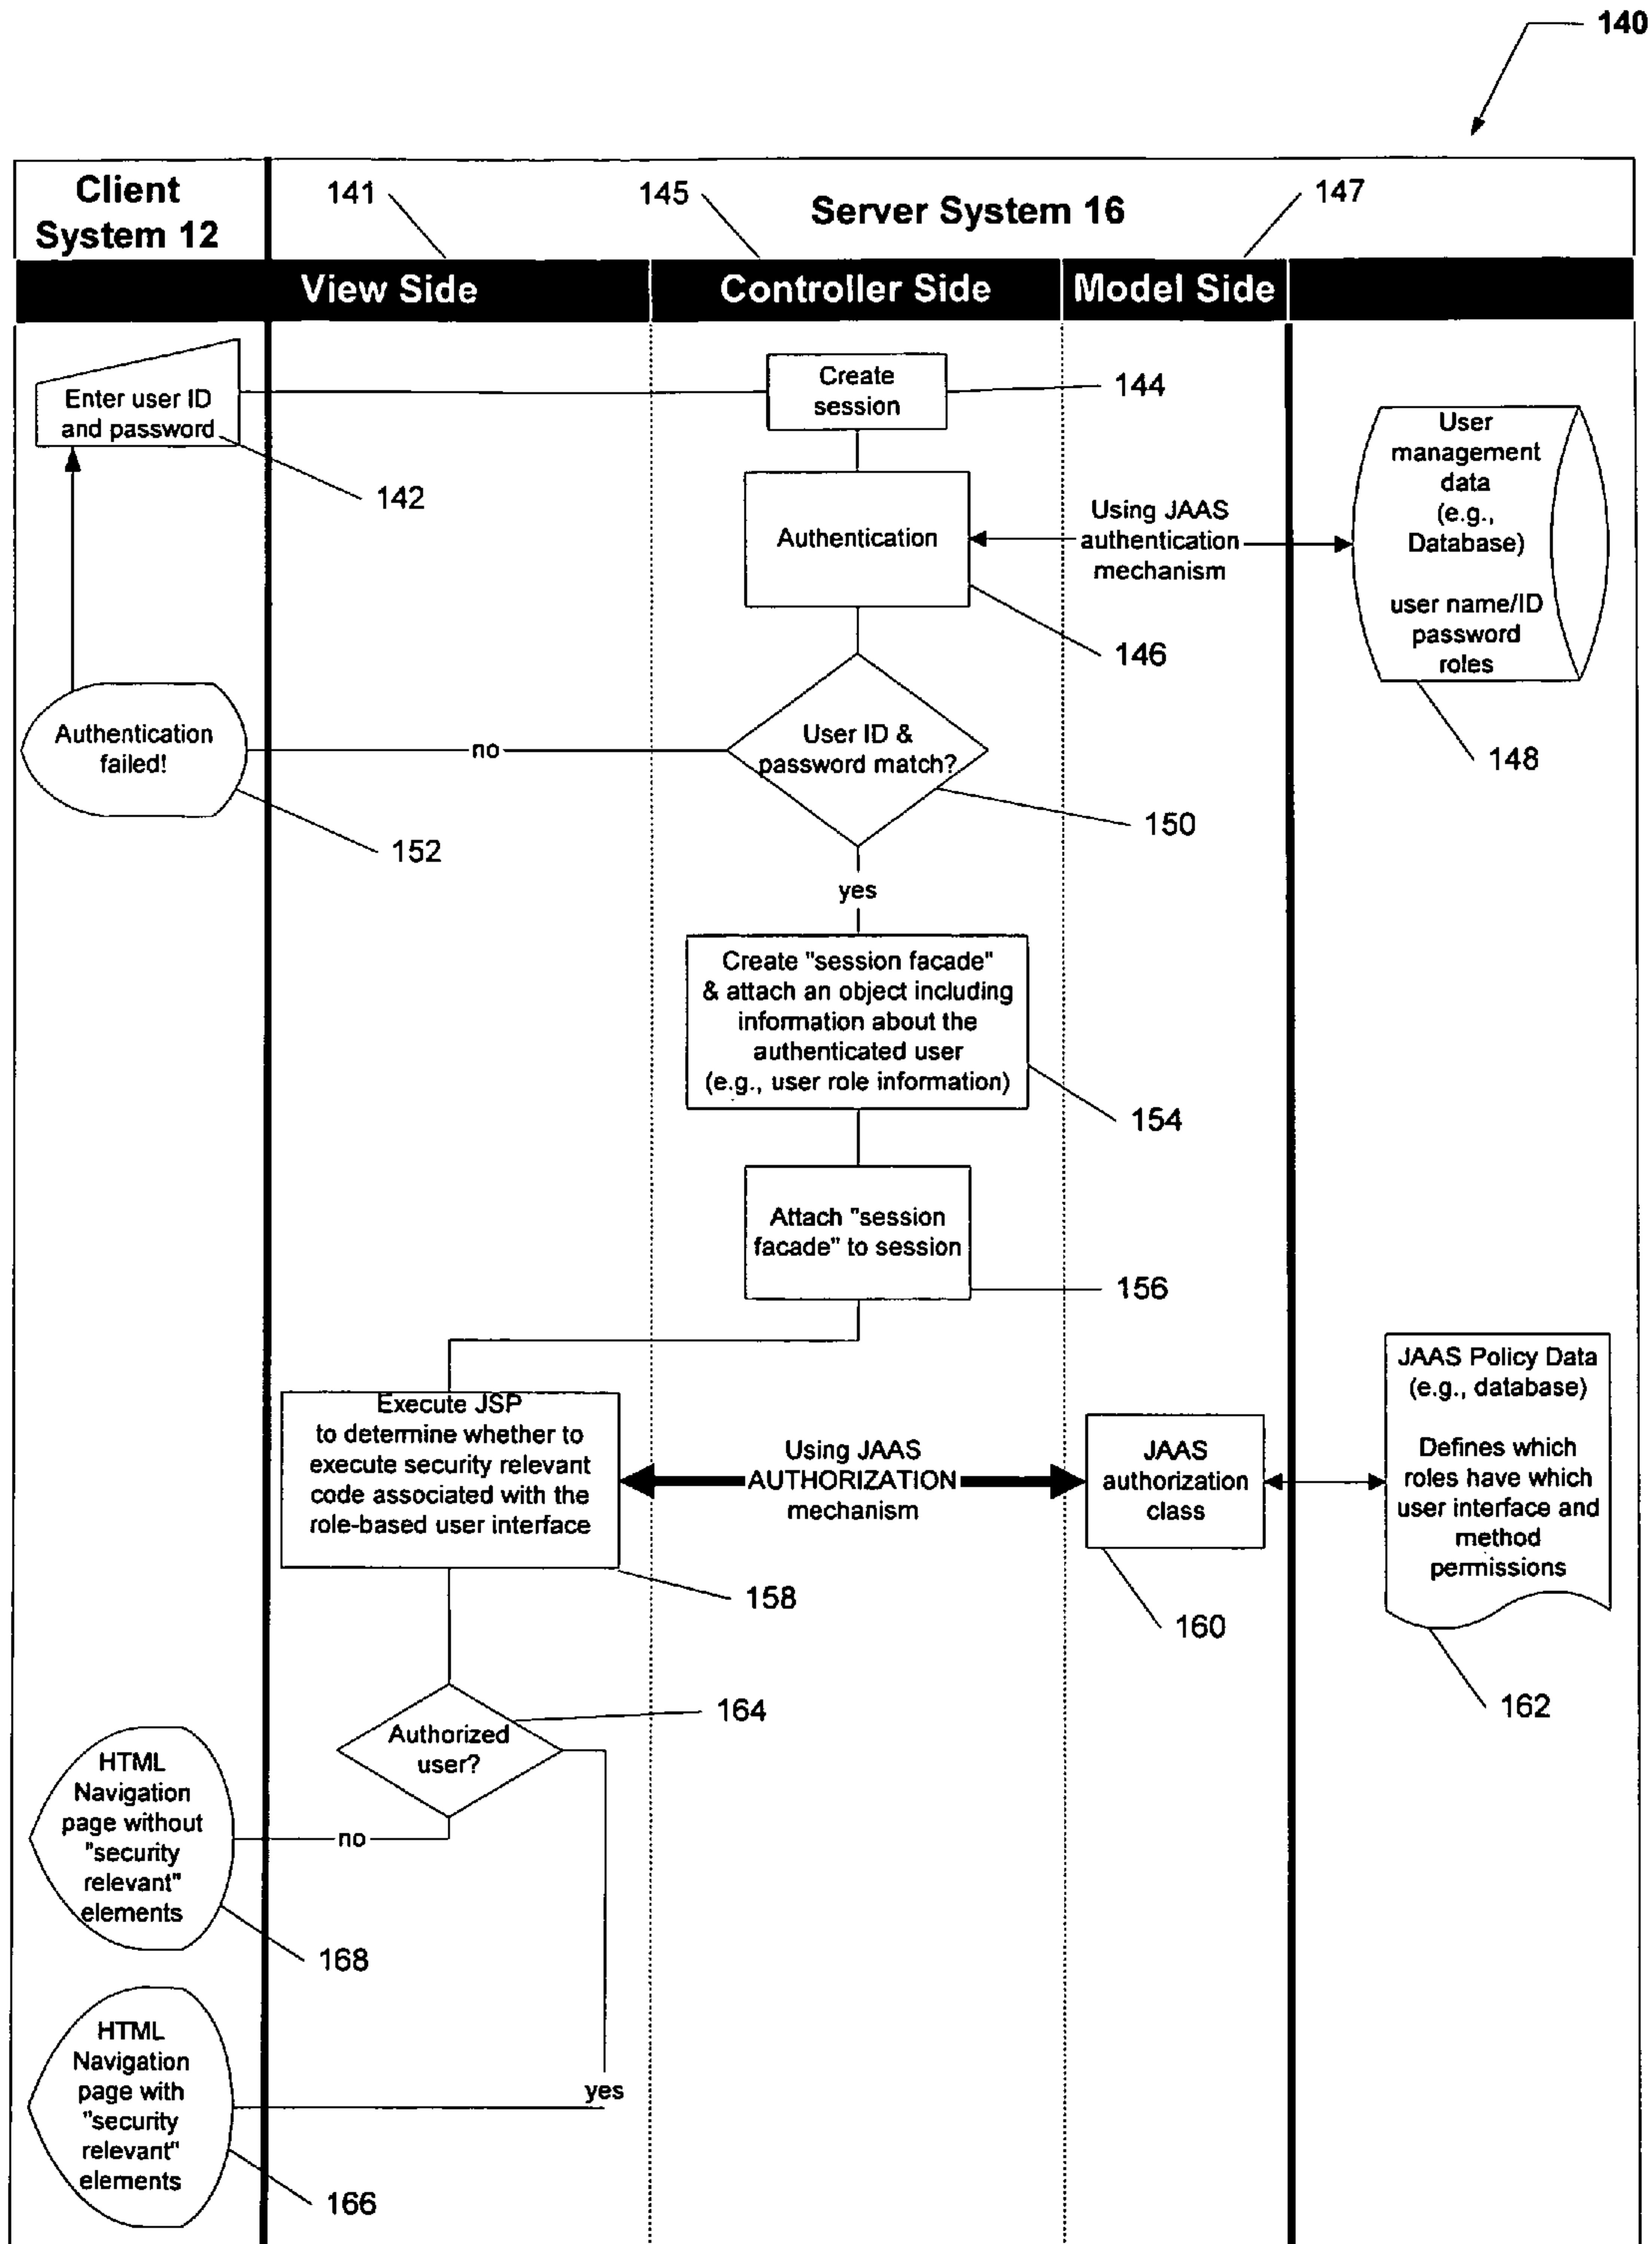 140
Client
System 12
141
145
Server System 16
147
View Side
Controller Side
Model Side
Enter user ID
and password
142
Create
session
144
Authentication
146
Using JAAS
authentication
mechanism
User
management
data
(e.g.,
Database)
user name/ID
password
roles
148
Authentication
failed!
152
no
User ID &
password match?
150
yes
Create "session facade"
& attach an object including
information about the
authenticated user
(e.g., user role information)
154
Attach "session
facade" to session
156
Execute JSP
to determine whether to
execute security relevant
code associated with the
role-based user interface
158
Using JAAS
AUTHORIZATION
mechanism
JAAS
authorization
class
160
JAAS Policy Data
(e.g., database)
Defines which
roles have which
user interface and
method
permissions
162
Authorized
user?
164
no
HTML
Navigation
page without
"security
relevant"
elements
168
yes
HTML
Navigation
page with
"security
relevant"
elements
166